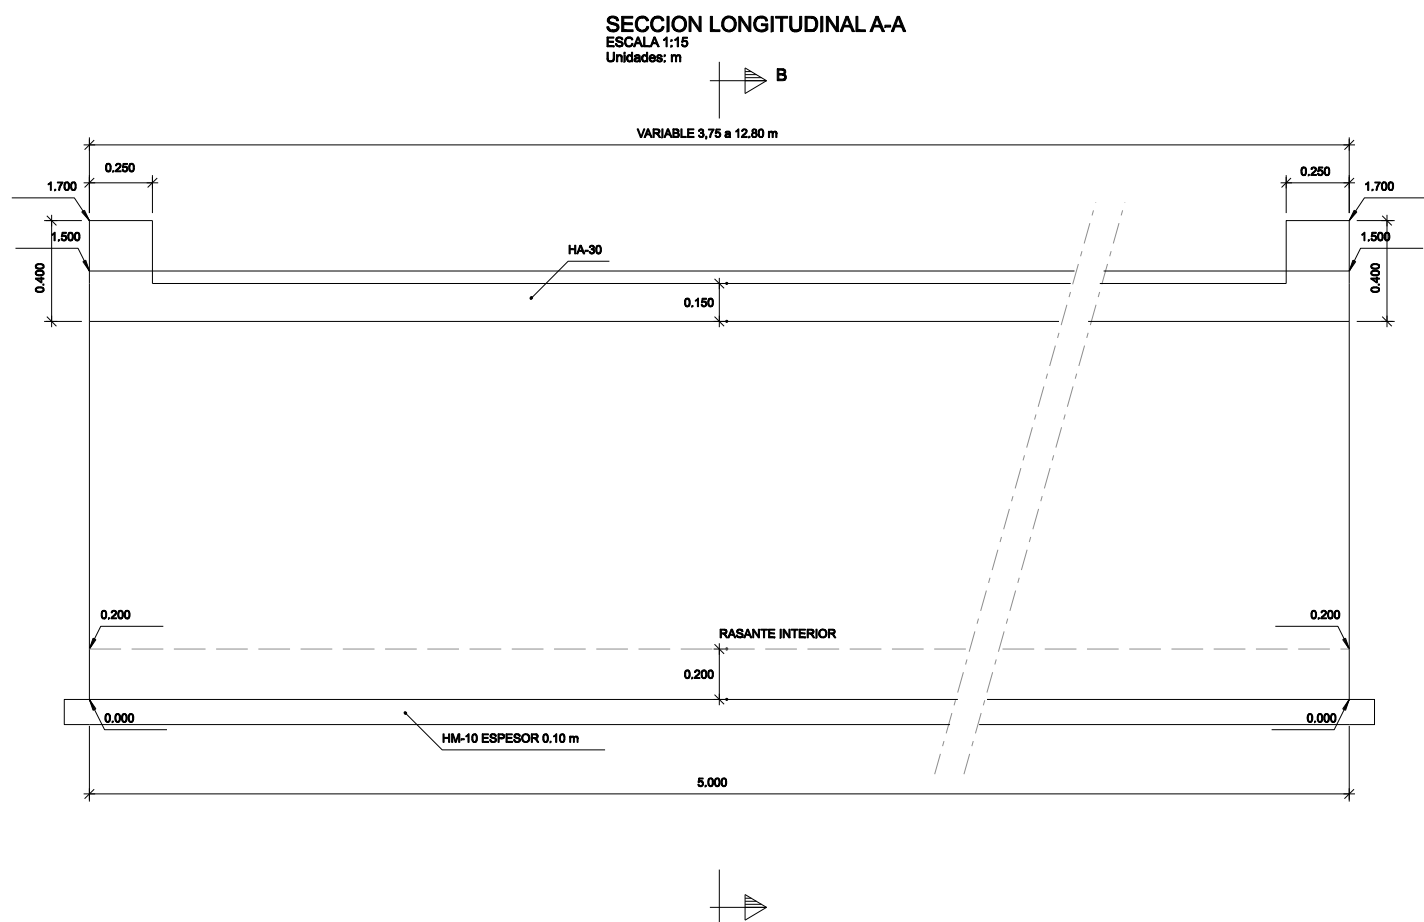 SECCION LONGITUDINAL A-A
ESCALA 1:15
Unidades: m
B
VARIABLE 3,75 a 12.80 m
0.250
0.250
1.700
1.700
1.500
1.500
HA-30
0.400
0.400
0.150
0.200
0.200
RASANTE INTERIOR
0.200
0.000
0.000
HM-10 ESPESOR 0.10 m
5.000